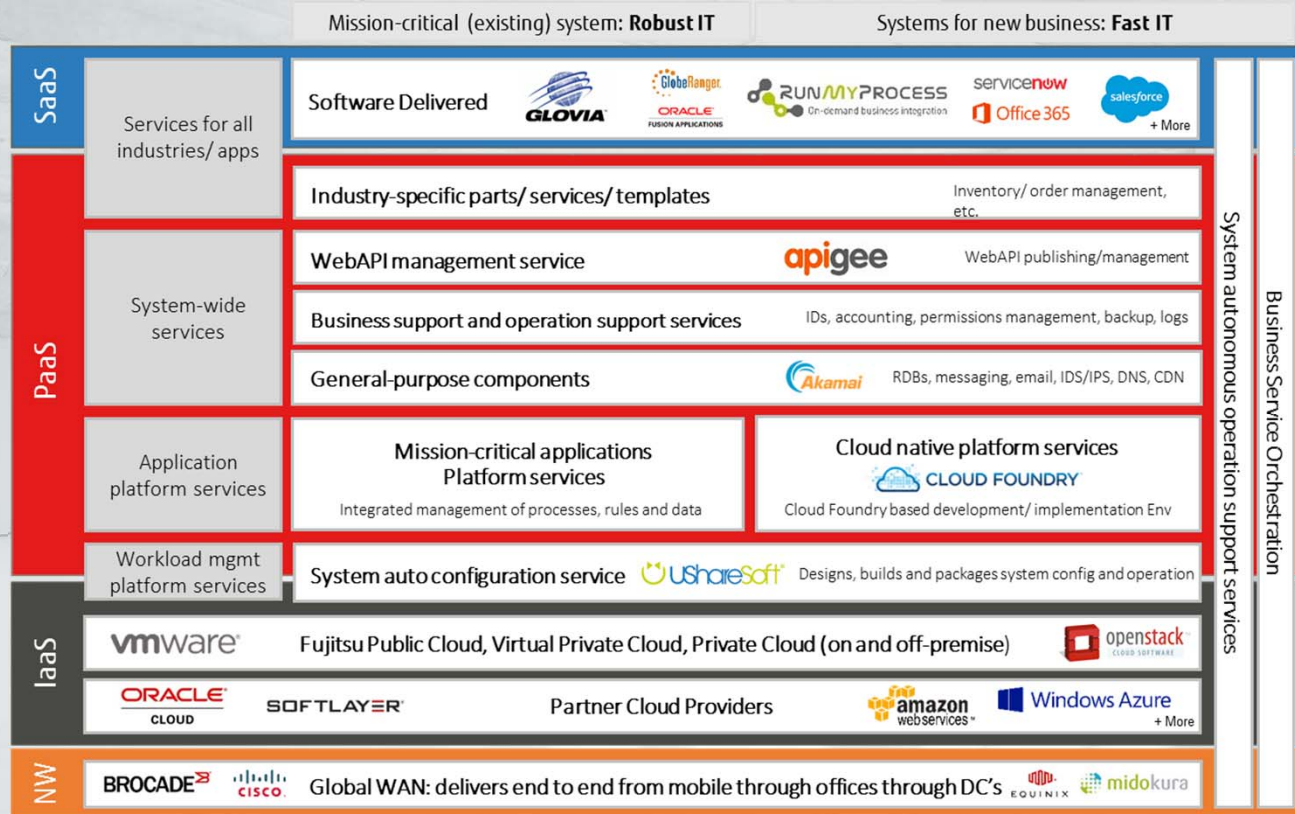 Mission-critical (existing) system: Robust IT
Systems for new business: Fast IT
SaaS
Services for all
industries/ apps
Software Delivered
GLOVIA
GlobeRanger
ORACLE
FUSION APPLICATIONS
RUNMYPROCESS
On-demand business integration
servicenow
Office 365
salesforce
+ More
PaaS
Industry-specific parts/ services/ templates
Inventory/ order management,
etc.
System-wide
services
WebAPI management service
apigee
WebAPI publishing/management
Business support and operation support services
IDs, accounting, permissions management, backup, logs
General-purpose components
Akamai
RDBs, messaging, email, IDS/IPS, DNS, CDN
Application
platform services
Mission-critical applications
Platform services
Integrated management of processes, rules and data
Cloud native platform services
CLOUD FOUNDRY
Cloud Foundry based development/ implementation Env
Workload mgmt
platform services
System auto configuration service
UShareSoft
Designs, builds and packages system config and operation
IaaS
vmware
Fujitsu Public Cloud, Virtual Private Cloud, Private Cloud (on and off-premise)
openstack
CLOUD SOFTWARE
ORACLE
CLOUD
SOFTLAYER
Partner Cloud Providers
amazon
webservices
Windows Azure
+ More
NW
BROCADE
CISCO
Global WAN: delivers end to end from mobile through offices through DC's
EQUINIX
midokura
System autonomous operation support services
Business Service Orchestration